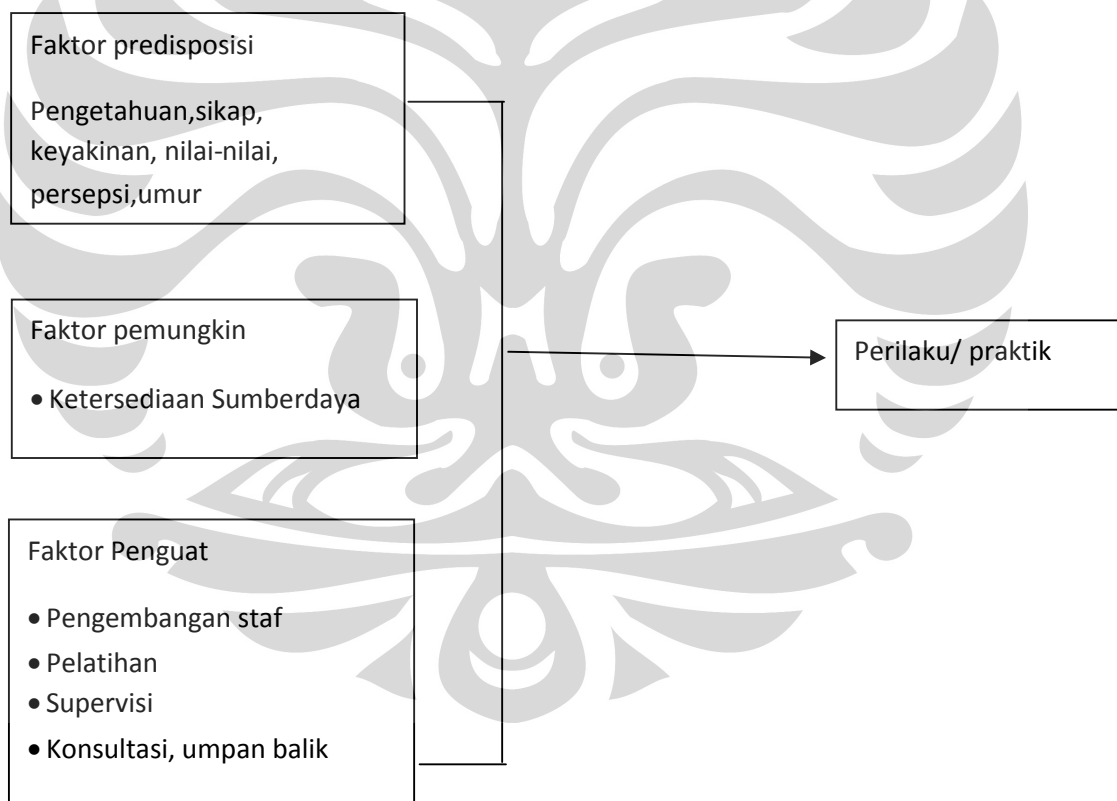 Faktor predisposisi
Pengetahuan,sikap,
keyakinan, nilai-nilai,
persepsi,umur
Faktor pemungkin
• Ketersediaan Sumberdaya
Perilaku/ praktik
Faktor Penguat
• Pengembangan staf
• Pelatihan
• Supervisi
• Konsultasi, umpan balik